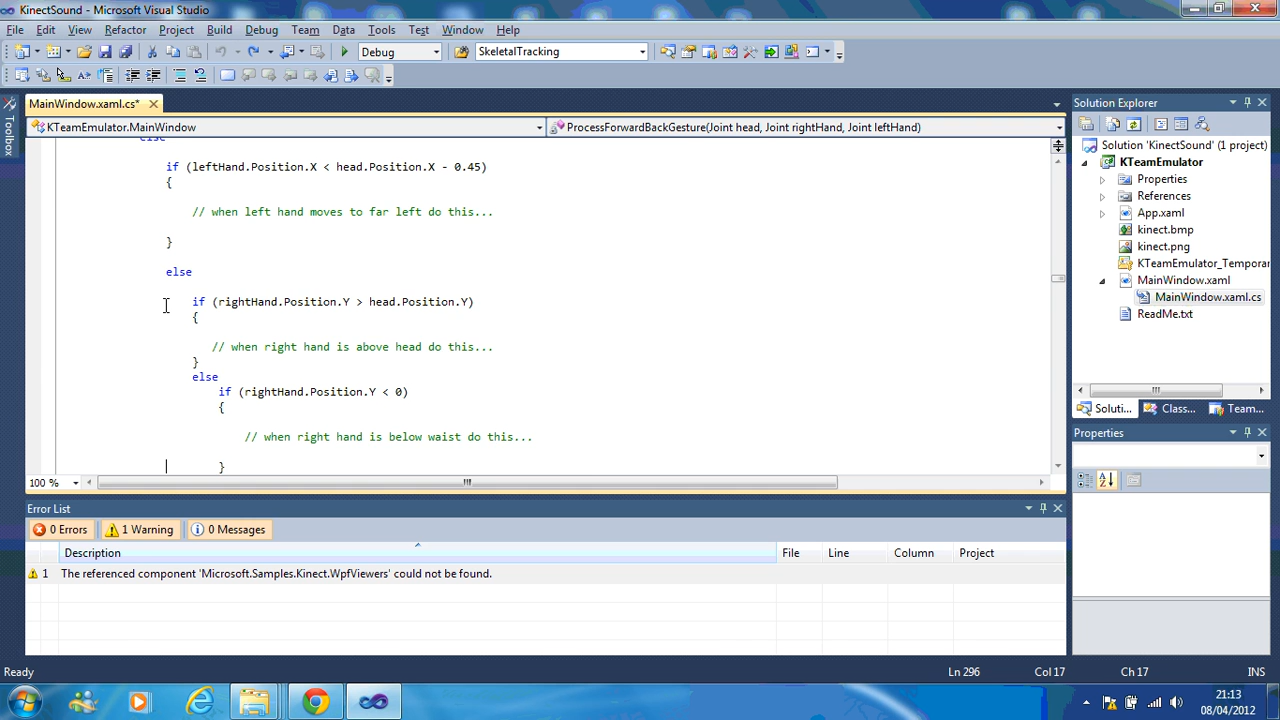 KinectSound - Microsoft Visual Studio
File Edit View Refactor Project Build Debug Team Data Tools Test Window Help
Debug SkeletalTracking
MainWindow.xaml.cs*
KTeamEmulator.MainWindow ProcessForwardBackGesture(Joint head, Joint rightHand, Joint leftHand)
Toolbox
else
if (leftHand.Position.X < head.Position.X - 0.45)
{
// when left hand moves to far left do this...
}
else
if (rightHand.Position.Y > head.Position.Y)
{
// when right hand is above head do this...
}
else
if (rightHand.Position.Y < 0)
{
// when right hand is below waist do this...
}
100 %
Solution Explorer
Solution 'KinectSound' (1 project)
KTeamEmulator
Properties
References
App.xaml
kinect.bmp
kinect.png
KTeamEmulator_Temporar
MainWindow.xaml
MainWindow.xaml.cs
ReadMe.txt
Soluti... Class... Team...
Properties
Error List
0 Errors 1 Warning 0 Messages
Description File Line Column Project
1 The referenced component 'Microsoft.Samples.Kinect.WpfViewers' could not be found.
Ready Ln 296 Col 17 Ch 17 INS
21:13
08/04/2012